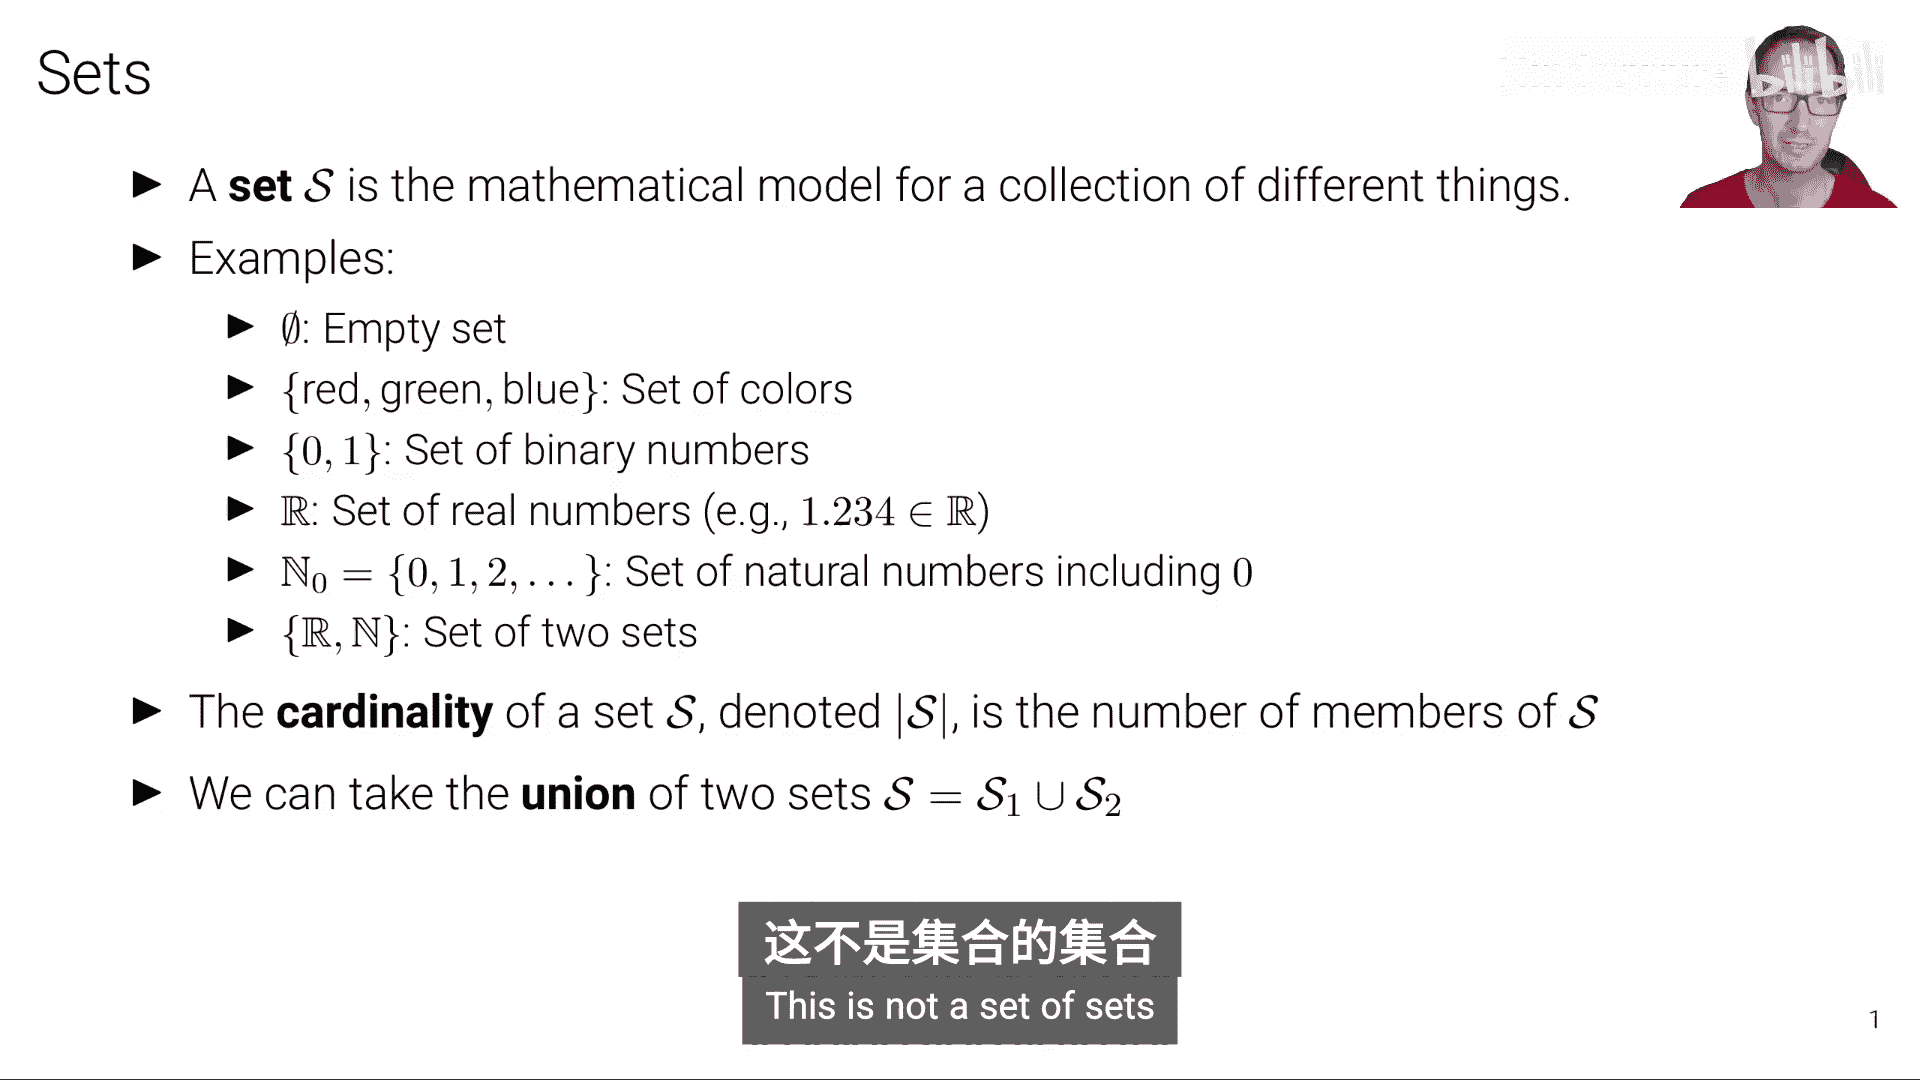 Sets
bilibili
▶ A set 𝒮 is the mathematical model for a collection of different things.
▶ Examples:
▶ ∅: Empty set
▶ {red, green, blue}: Set of colors
▶ {0, 1}: Set of binary numbers
▶ ℝ: Set of real numbers (e.g., 1.234 ∈ ℝ)
▶ ℕ₀ = {0, 1, 2, . . . }: Set of natural numbers including 0
▶ {ℝ, ℕ}: Set of two sets
▶ The cardinality of a set 𝒮, denoted |𝒮|, is the number of members of 𝒮
▶ We can take the union of two sets 𝒮 = 𝒮₁ ∪ 𝒮₂
这不是集合的集合
This is not a set of sets
1